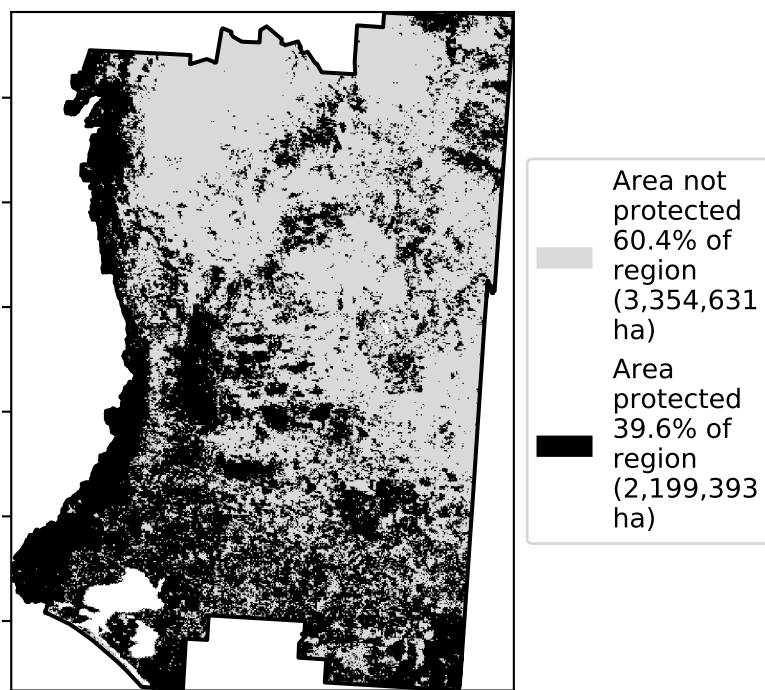 Area not
protected
60.4% of
region
(3,354,631
ha)
Area
protected
39.6% of
region
(2,199,393
ha)